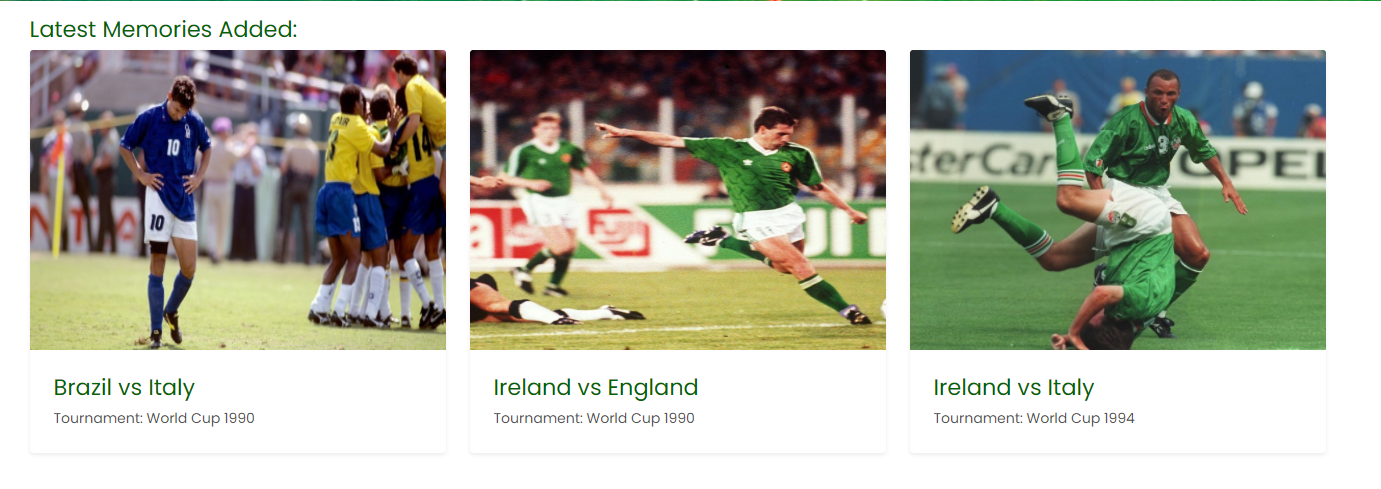 Latest Memories Added:
10
10
3
14
sterCar
OPEL
Brazil vs Italy
Ireland vs England
Ireland vs Italy
Tournament: World Cup 1990
Tournament: World Cup 1990
Tournament: World Cup 1994